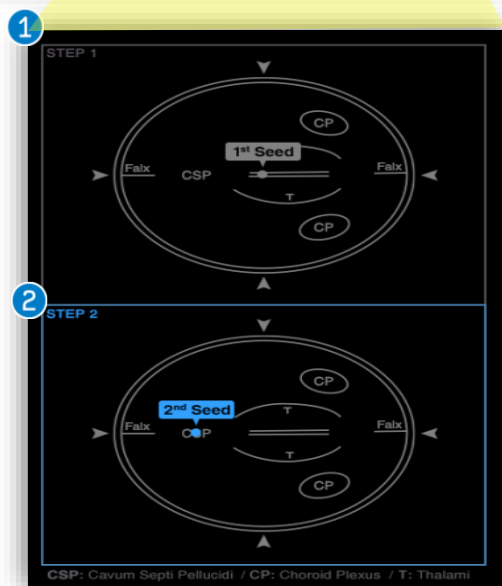 1
STEP 1
CP
1st Seed
Falx
CSP
Falx
T
CP
2
STEP 2
CP
2nd Seed
T
Falx
Falx
T
CP
CSP: Cavum Septi Pellucidi / CP: Choroid Plexus / T: Thalami